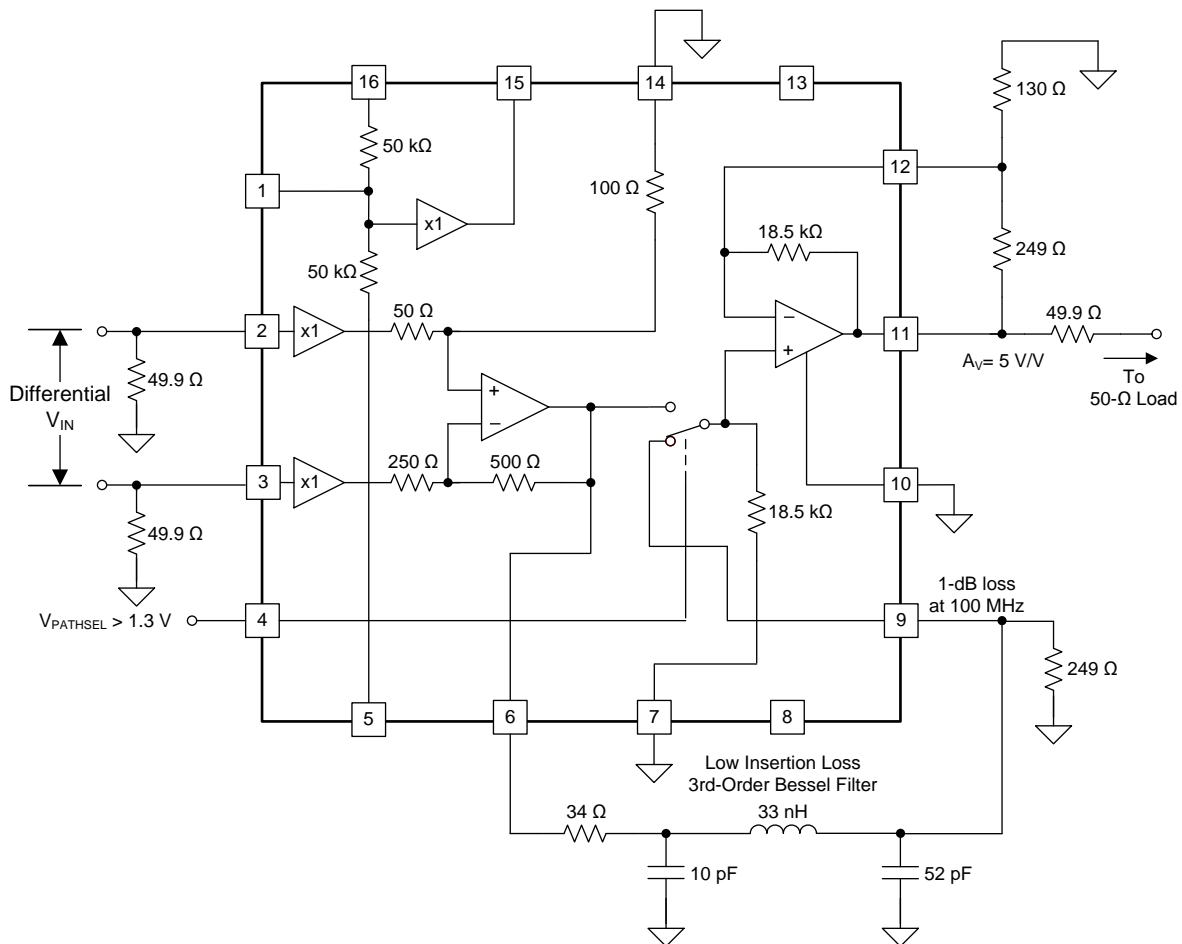 16
15
14
13
130 Ω
50 kΩ
12
1
100 Ω
x1
18.5 kΩ
249 Ω
50 kΩ
2
x1
50 Ω
−
+
11
49.9 Ω
49.9 Ω
Differential
V_IN
+
−
A_V= 5 V/V
To
50-Ω Load
3
x1
250 Ω
500 Ω
10
49.9 Ω
18.5 kΩ
1-dB loss
at 100 MHz
V_PATHSEL > 1.3 V
4
9
249 Ω
5
6
7
8
Low Insertion Loss
3rd-Order Bessel Filter
34 Ω
33 nH
10 pF
52 pF